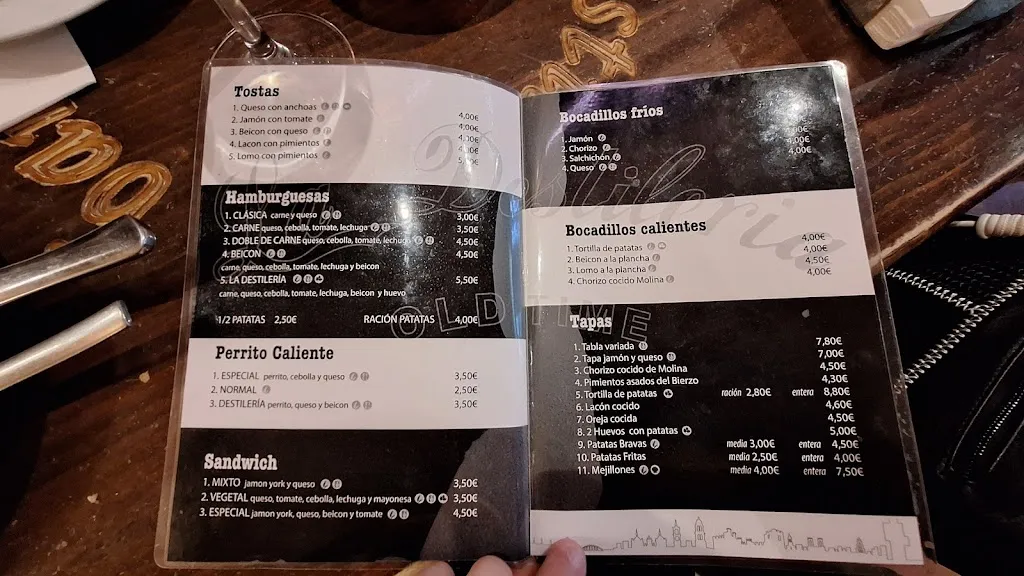 Tostas
1. Queso con anchoas 4,00€
2. Jamón con tomate 4,00€
3. Beicon con queso 4,00€
4. Lacon con pimientos 4,00€
5. Lomo con pimientos
Hamburguesas
1. CLÁSICA carne y queso 3,00€
2. CARNE queso, cebolla, tomate, lechuga 3,50€
3. DOBLE DE CARNE queso, cebolla, tomate, lechuga 4,50€
4. BEICON 4,50€
carne, queso, cebolla, tomate, lechuga y beicon
5. LA DESTILERÍA 5,50€
carne, queso, cebolla, tomate, lechuga, beicon y huevo
1/2 PATATAS 2,50€ RACIÓN PATATAS 4,00€
Perrito Caliente
1. ESPECIAL perrito, cebolla y queso 3,50€
2. NORMAL 2,50€
3. DESTILERÍA perrito, queso y beicon 3,50€
Sandwich
1. MIXTO jamon york y queso 3,50€
2. VEGETAL queso, tomate, cebolla, lechuga y mayonesa 3,50€
3. ESPECIAL jamon york, queso, beicon y tomate 4,50€
Bocadillos fríos
1. Jamón
2. Chorizo 4,00€
3. Salchichón 4,00€
4. Queso
Bocadillos calientes
1. Tortilla de patatas 4,00€
2. Beicon a la plancha 4,00€
3. Lomo a la plancha 4,50€
4. Chorizo cocido Molina 4,00€
Tapas
1. Tabla variada 7,80€
2. Tapa jamón y queso 7,00€
3. Chorizo cocido de Molina 4,50€
4. Pimientos asados del Bierzo 4,30€
5. Tortilla de patatas ración 2,80€ entera 8,80€
6. Lacón cocido 4,60€
7. Oreja cocida 4,50€
8. 2 Huevos con patatas 5,00€
9. Patatas Bravas media 3,00€ entera 4,50€
10. Patatas Fritas media 2,50€ entera 4,00€
11. Mejillones media 4,00€ entera 7,50€
La Destileria
OLD TIME